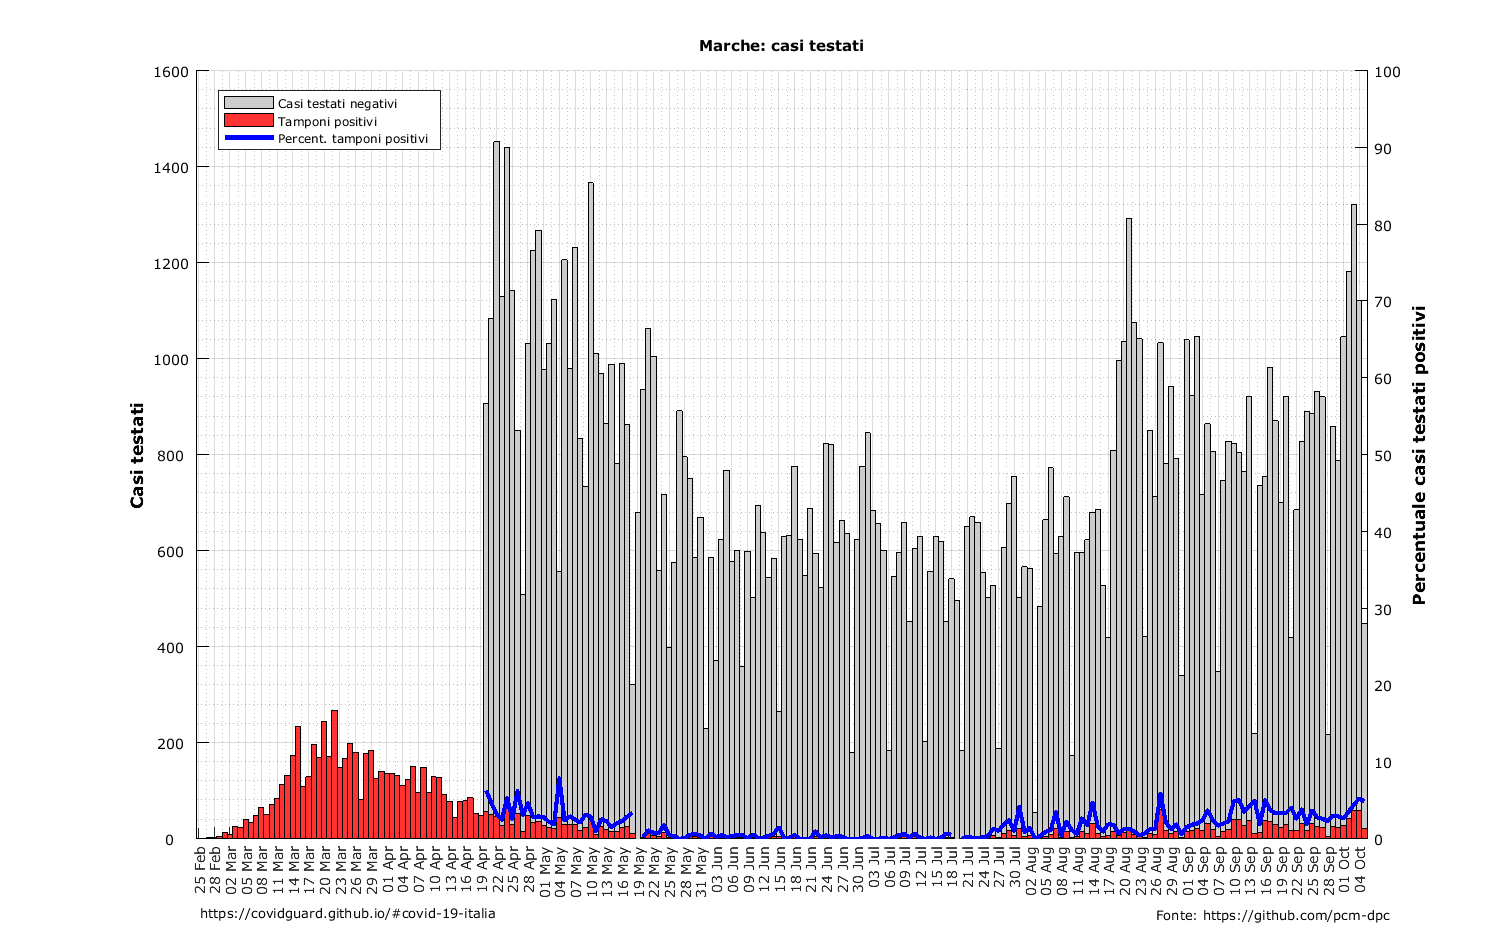 Marche: casi testati
1600
1400
1200
1000
800
600
400
200
0
100
90
80
70
60
50
40
30
20
10
0
Casi testati negativi
Tamponi positivi
Percent. tamponi positivi
Casi testati
Percentuale casi testati positivi
25 Feb
28 Feb
02 Mar
05 Mar
08 Mar
11 Mar
14 Mar
17 Mar
20 Mar
23 Mar
26 Mar
29 Mar
01 Apr
04 Apr
07 Apr
10 Apr
13 Apr
16 Apr
19 Apr
22 Apr
25 Apr
28 Apr
01 May
04 May
07 May
10 May
13 May
16 May
19 May
22 May
25 May
28 May
31 May
03 Jun
06 Jun
09 Jun
12 Jun
15 Jun
18 Jun
21 Jun
24 Jun
27 Jun
30 Jun
03 Jul
06 Jul
09 Jul
12 Jul
15 Jul
18 Jul
21 Jul
24 Jul
27 Jul
30 Jul
02 Aug
05 Aug
08 Aug
11 Aug
14 Aug
17 Aug
20 Aug
23 Aug
26 Aug
29 Aug
01 Sep
04 Sep
07 Sep
10 Sep
13 Sep
16 Sep
19 Sep
22 Sep
25 Sep
28 Sep
01 Oct
04 Oct
https://covidguard.github.io/#covid-19-italia
Fonte: https://github.com/pcm-dpc